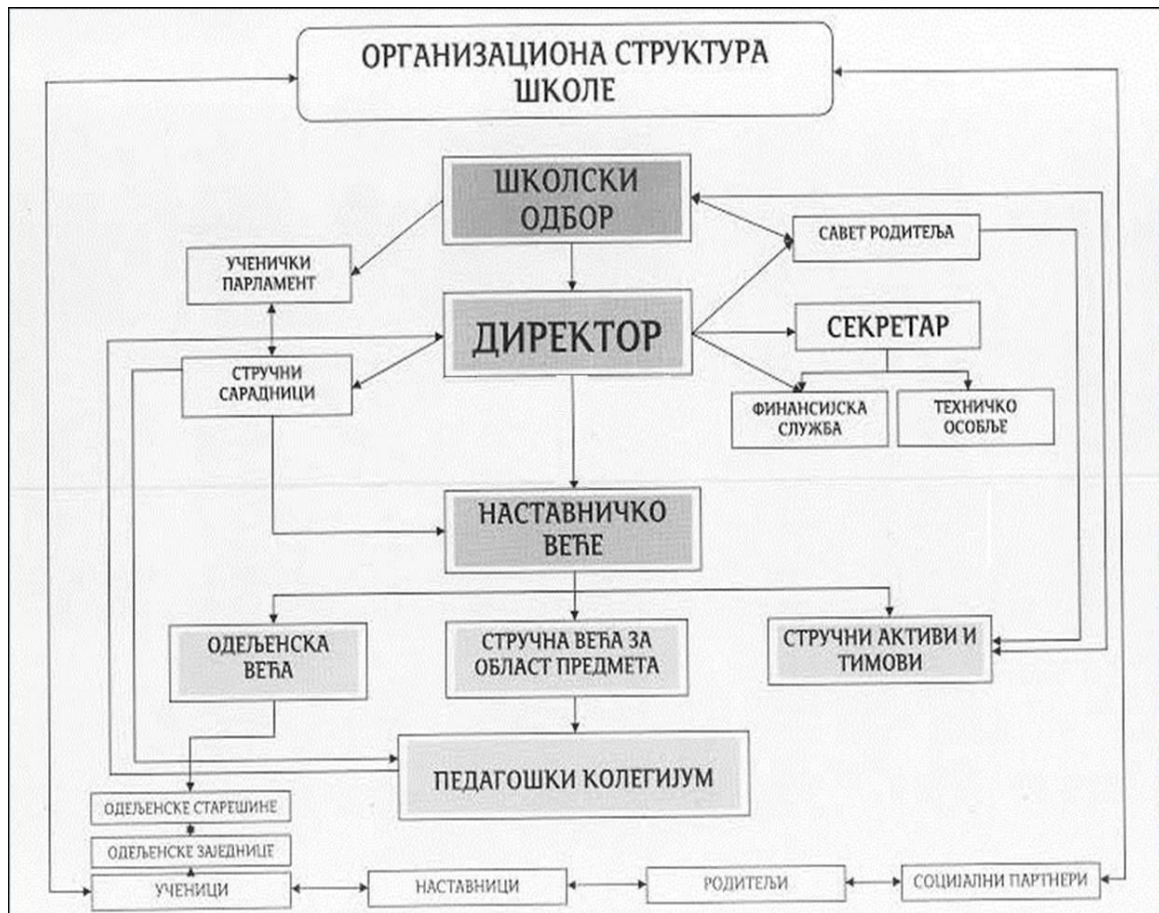 ОРГАНИЗАЦИОНА СТРУКТУРА
ШКОЛЕ
ШКОЛСКИ
ОДБОР
САВЕТ РОДИТЕЉА
УЧЕНИЧКИ
ПАРЛАМЕНТ
ДИРЕКТОР
СЕКРЕТАР
СТРУЧНИ
САРАДНИЦИ
ФИНАНСИЈСКА
СЛУЖБА
ТЕХНИЧКО
ОСОБЉЕ
НАСТАВНИЧКО
ВЕЋЕ
ОДЕЉЕНСКА
ВЕЋА
СТРУЧНА ВЕЋА ЗА
ОБЛАСТ ПРЕДМЕТА
СТРУЧНИ АКТИВИ И
ТИМОВИ
ПЕДАГОШКИ КОЛЕГИЈУМ
ОДЕЉЕНСКЕ СТАРЕШИНЕ
ОДЕЉЕНСКЕ ЗАЈЕДНИЦЕ
УЧЕНИЦИ
НАСТАВНИЦИ
РОДИТЕЉИ
СОЦИЈАЛНИ ПАРТНЕРИ